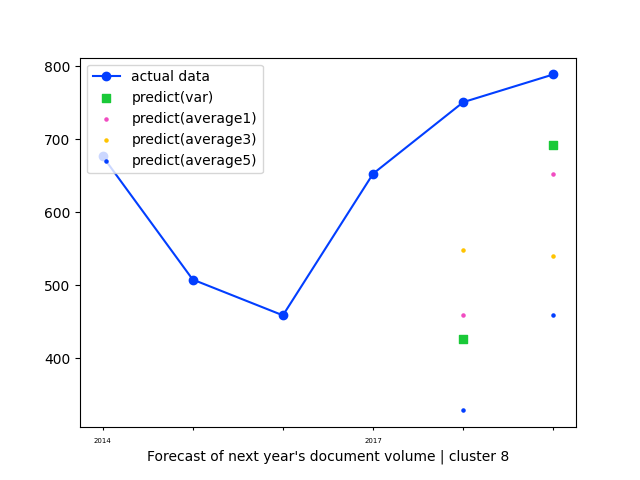 800
700
600
500
400
actual data
predict(var)
predict(average1)
predict(average3)
predict(average5)
2014
2017
Forecast of next year's document volume | cluster 8